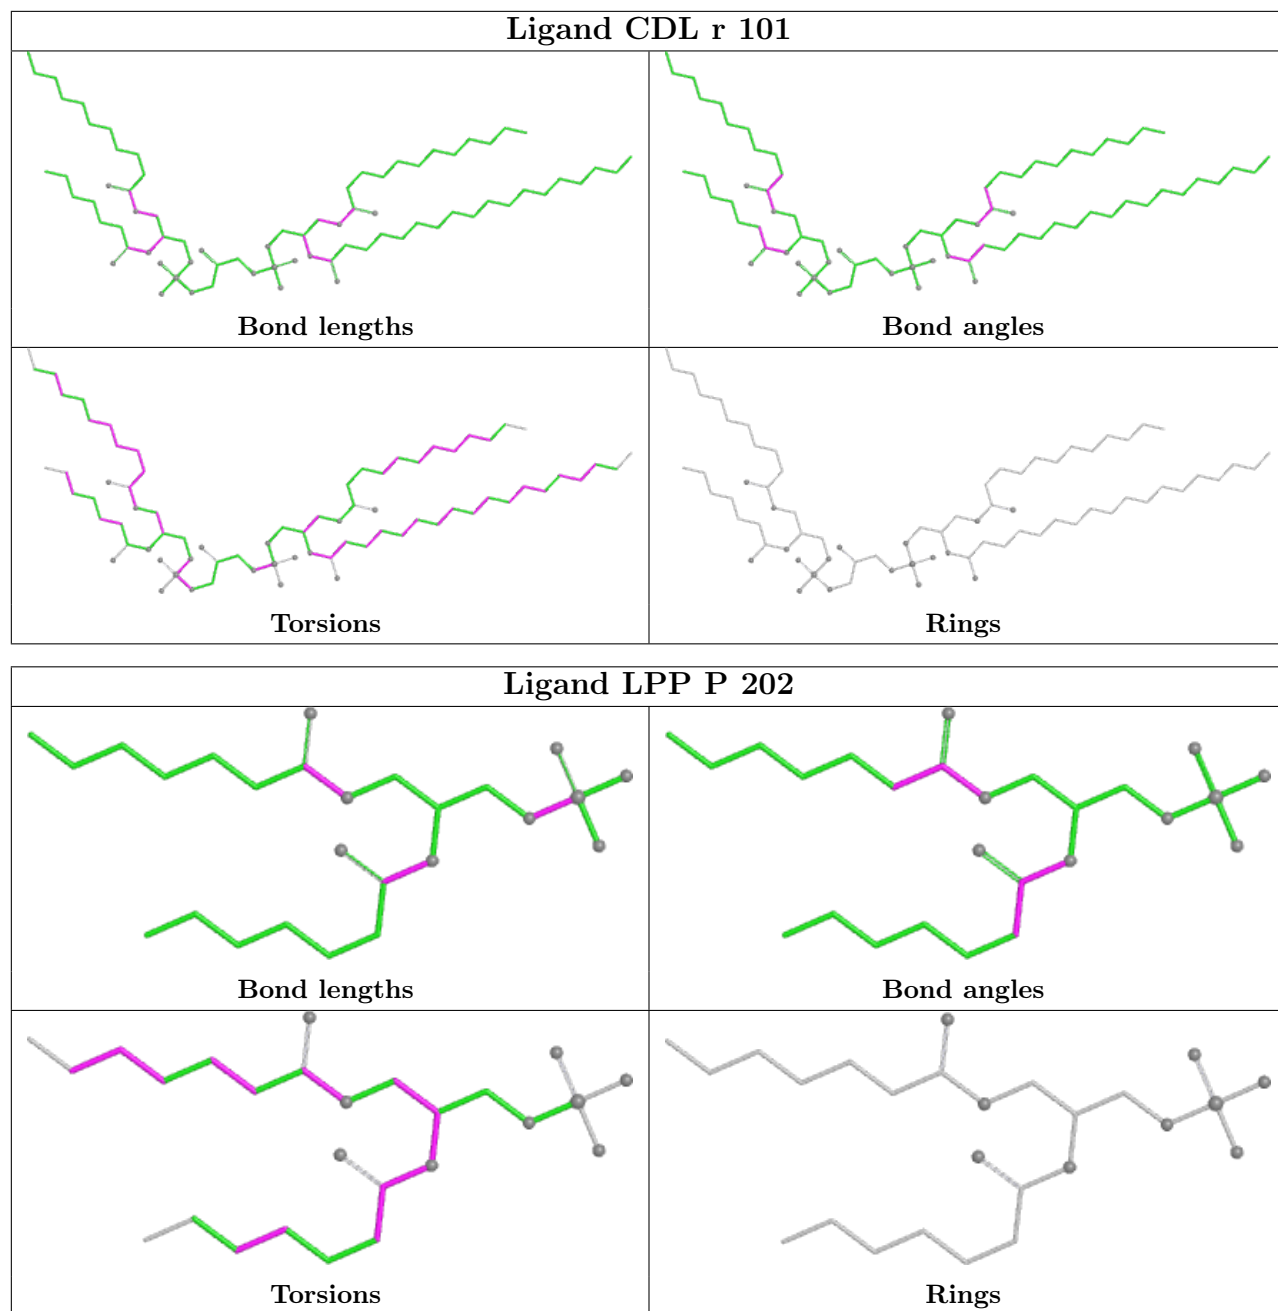 Ligand CDL r 101
Bond lengths
Bond angles
Torsions
Rings
Ligand LPP P 202
Bond lengths
Bond angles
Torsions
Rings